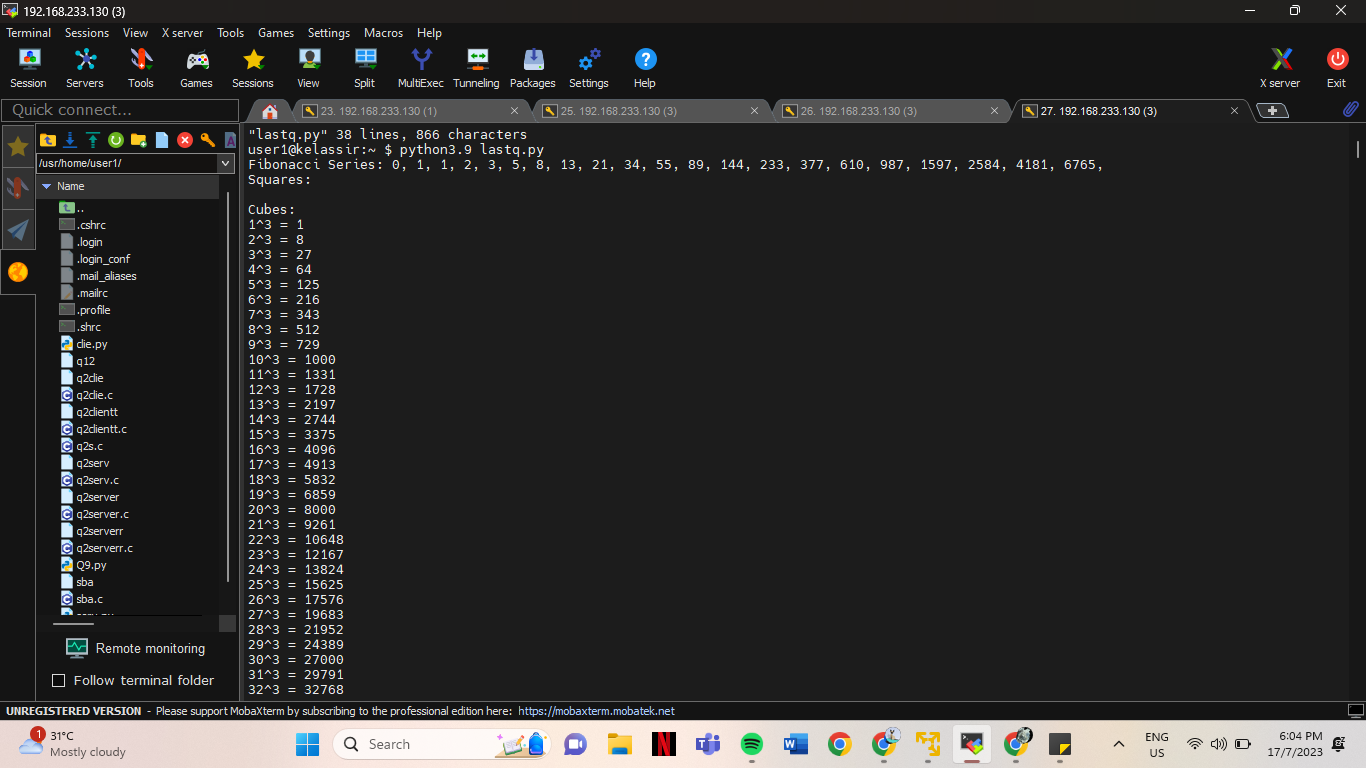 192.168.233.130 (3)
Terminal Sessions View X server Tools Games Settings Macros Help
Session Servers Tools Games Sessions View Split MultiExec Tunneling Packages Settings Help X server Exit
Quick connect...
23. 192.168.233.130 (1)
25. 192.168.233.130 (3)
26. 192.168.233.130 (3)
27. 192.168.233.130 (3)
/usr/home/user1/
Name
..
.cshrc
.login
.login_conf
.mail_aliases
.mailrc
.profile
.shrc
clie.py
q12
q2clie
q2clie.c
q2clientt
q2clientt.c
q2s.c
q2serv
q2serv.c
q2server
q2server.c
q2serverr
q2serverr.c
Q9.py
sba
sba.c
Remote monitoring
Follow terminal folder
"lastq.py" 38 lines, 866 characters
user1@kelassir:~ $ python3.9 lastq.py
Fibonacci Series: 0, 1, 1, 2, 3, 5, 8, 13, 21, 34, 55, 89, 144, 233, 377, 610, 987, 1597, 2584, 4181, 6765,
Squares:
Cubes:
1^3 = 1
2^3 = 8
3^3 = 27
4^3 = 64
5^3 = 125
6^3 = 216
7^3 = 343
8^3 = 512
9^3 = 729
10^3 = 1000
11^3 = 1331
12^3 = 1728
13^3 = 2197
14^3 = 2744
15^3 = 3375
16^3 = 4096
17^3 = 4913
18^3 = 5832
19^3 = 6859
20^3 = 8000
21^3 = 9261
22^3 = 10648
23^3 = 12167
24^3 = 13824
25^3 = 15625
26^3 = 17576
27^3 = 19683
28^3 = 21952
29^3 = 24389
30^3 = 27000
31^3 = 29791
32^3 = 32768
UNREGISTERED VERSION - Please support MobaXterm by subscribing to the professional edition here: https://mobaxterm.mobatek.net
1
31°C
Mostly cloudy
Search
ENG
US
6:04 PM
17/7/2023